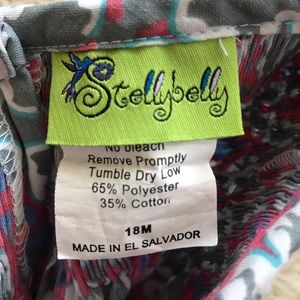 Stellybelly
No bleach
Remove Promptly
Tumble Dry Low
65% Polyester
35% Cotton
18M
MADE IN EL SALVADOR